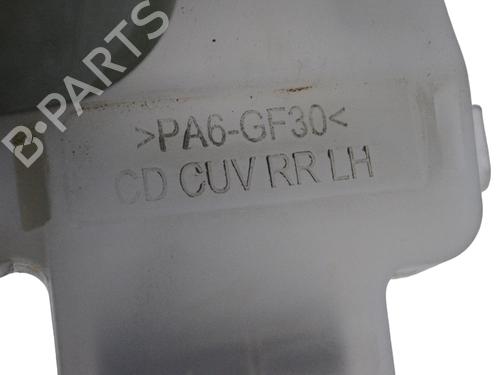 B-PARTS
>PA6-GF30<
CD CUV RR LH